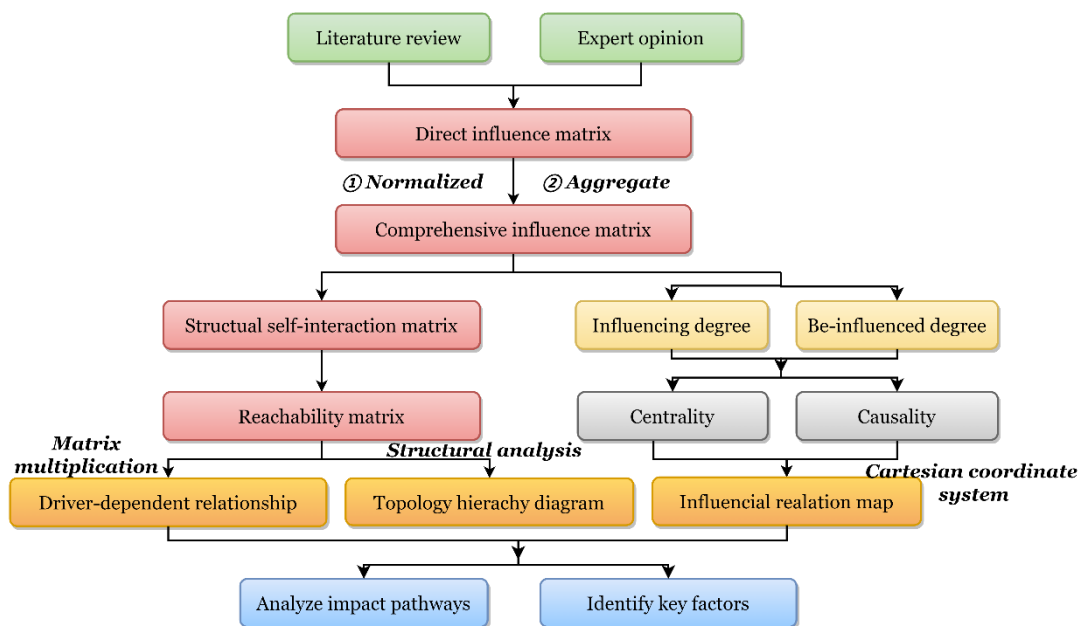 Literature review
Expert opinion
Direct influence matrix
① Normalized
② Aggregate
Comprehensive influence matrix
Structual self-interaction matrix
Influencing degree
Be-influenced degree
Reachability matrix
Centrality
Causality
Matrix
multiplication
Structural analysis
Cartesian coordinate
system
Driver-dependent relationship
Topology hierachy diagram
Influencial realation map
Analyze impact pathways
Identify key factors